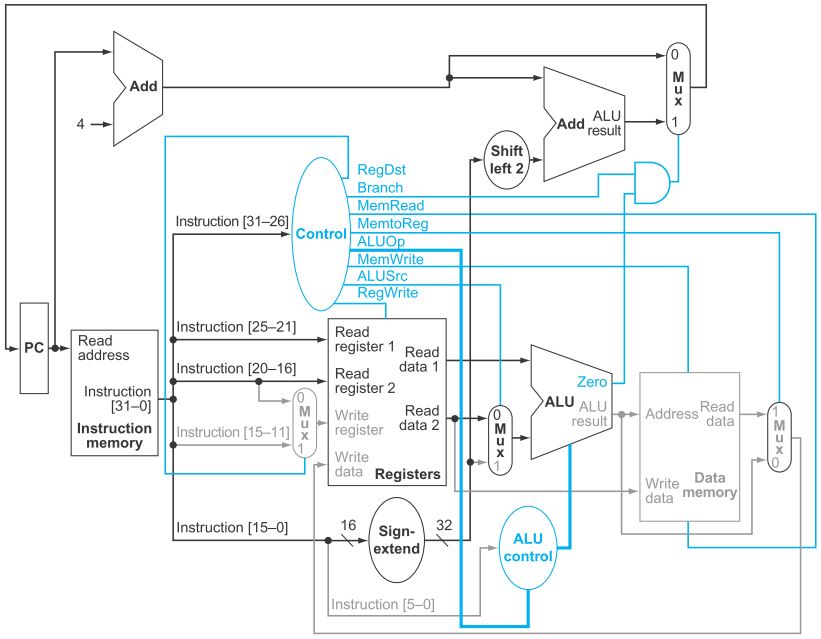 Add
4
Add
ALU
result
0
Mux
1
Shift
left 2
RegDst
Branch
MemRead
MemtoReg
ALUOp
MemWrite
ALUSrc
RegWrite
Control
Instruction [31–26]
Instruction [25–21]
Instruction [20–16]
Instruction [15–11]
Instruction [15–0]
PC
Read
address
Instruction
[31–0]
Instruction
memory
0
Mux
1
Read
register 1
Read
register 2
Write
register
Write
data
Read
data 1
Read
data 2
Registers
0
Mux
1
Zero
ALU
ALU
result
Address
Read
data
Write
data
Data
memory
1
Mux
0
16
Sign-
extend
32
ALU
control
Instruction [5–0]